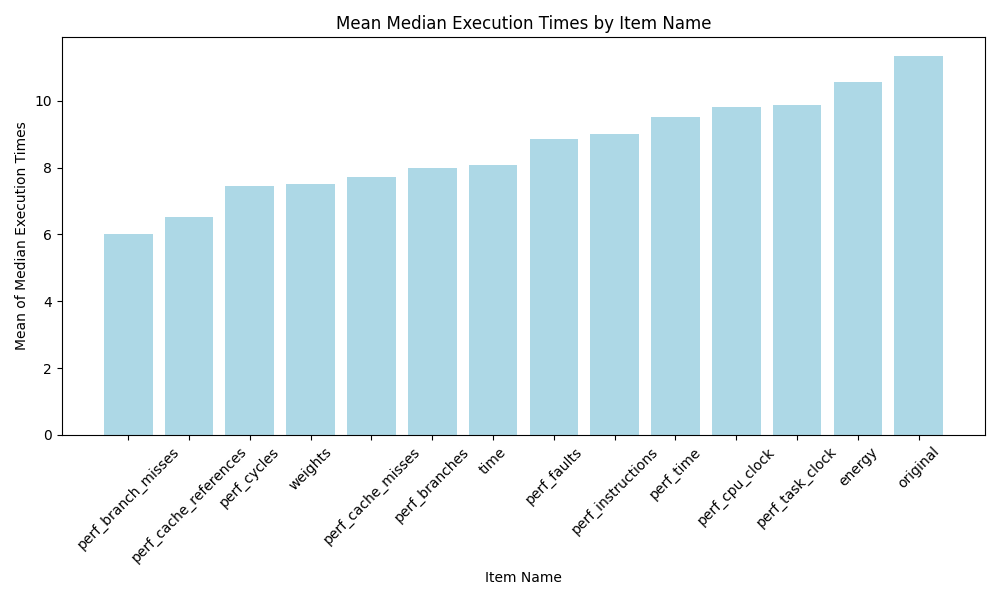 Mean Median Execution Times by Item Name
Mean of Median Execution Times
10
8
6
4
2
0
perf_branch_misses
perf_cache_references
perf_cycles
weights
perf_cache_misses
perf_branches
time
perf_faults
perf_instructions
perf_time
perf_cpu_clock
perf_task_clock
energy
original
Item Name